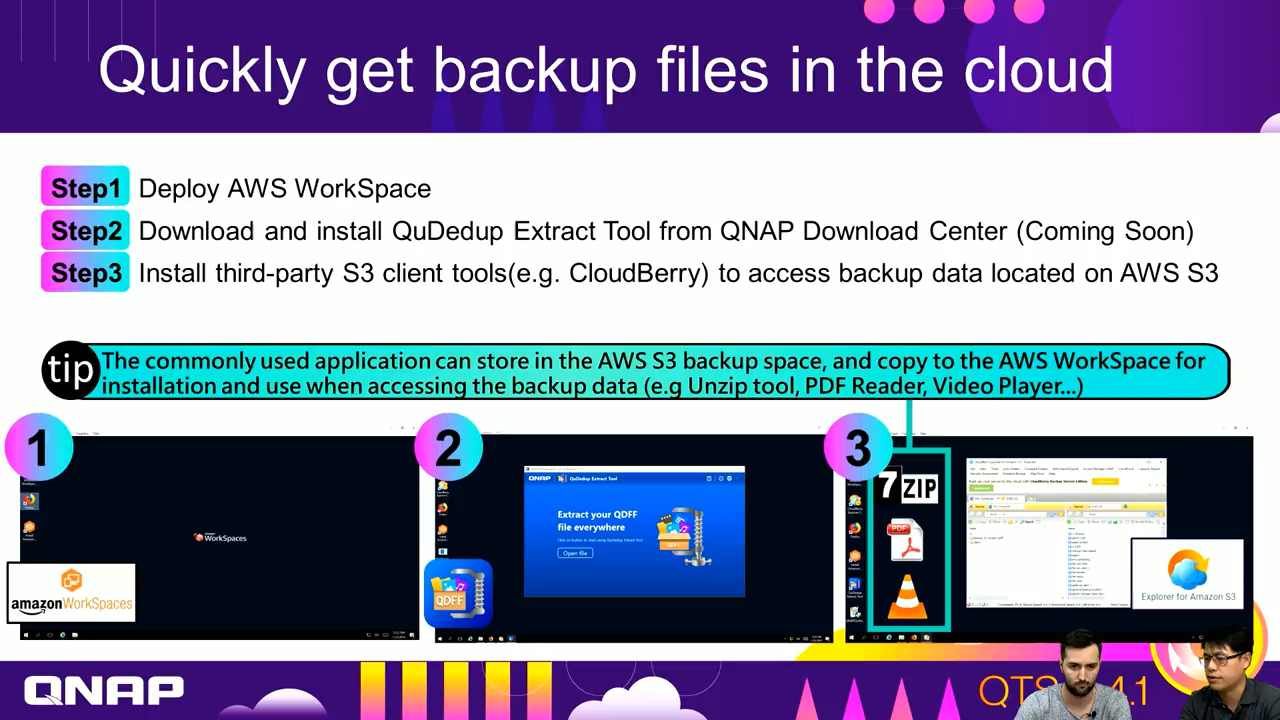 Quickly get backup files in the cloud
Step1 Deploy AWS WorkSpace
Step2 Download and install QuDedup Extract Tool from QNAP Download Center (Coming Soon)
Step3 Install third-party S3 client tools(e.g. CloudBerry) to access backup data located on AWS S3
tip The commonly used application can store in the AWS S3 backup space, and copy to the AWS WorkSpace for
installation and use when accessing the backup data (e.g Unzip tool, PDF Reader, Video Player...)
1
2
3
WorkSpaces
amazon WorkSpaces
QNAP
QuDedup Extract Tool
Extract your QDFF
file everywhere
Open file
QDFF
7 ZIP
PDF
Explorer for Amazon S3
QNAP